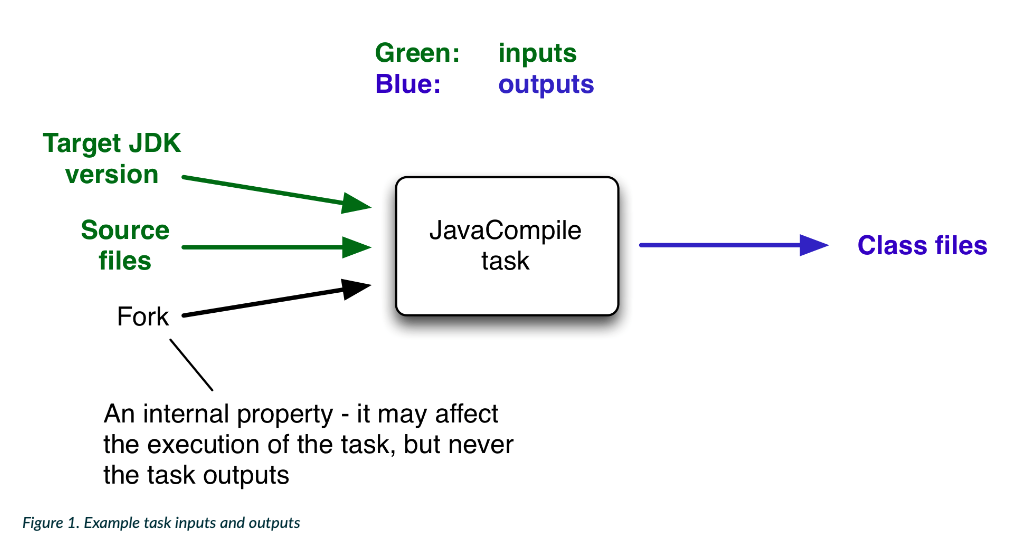 Green: inputs
Blue: outputs
Target JDK
version
Source
files
Fork
JavaCompile
task
Class files
An internal property - it may affect
the execution of the task, but never
the task outputs
Figure 1. Example task inputs and outputs